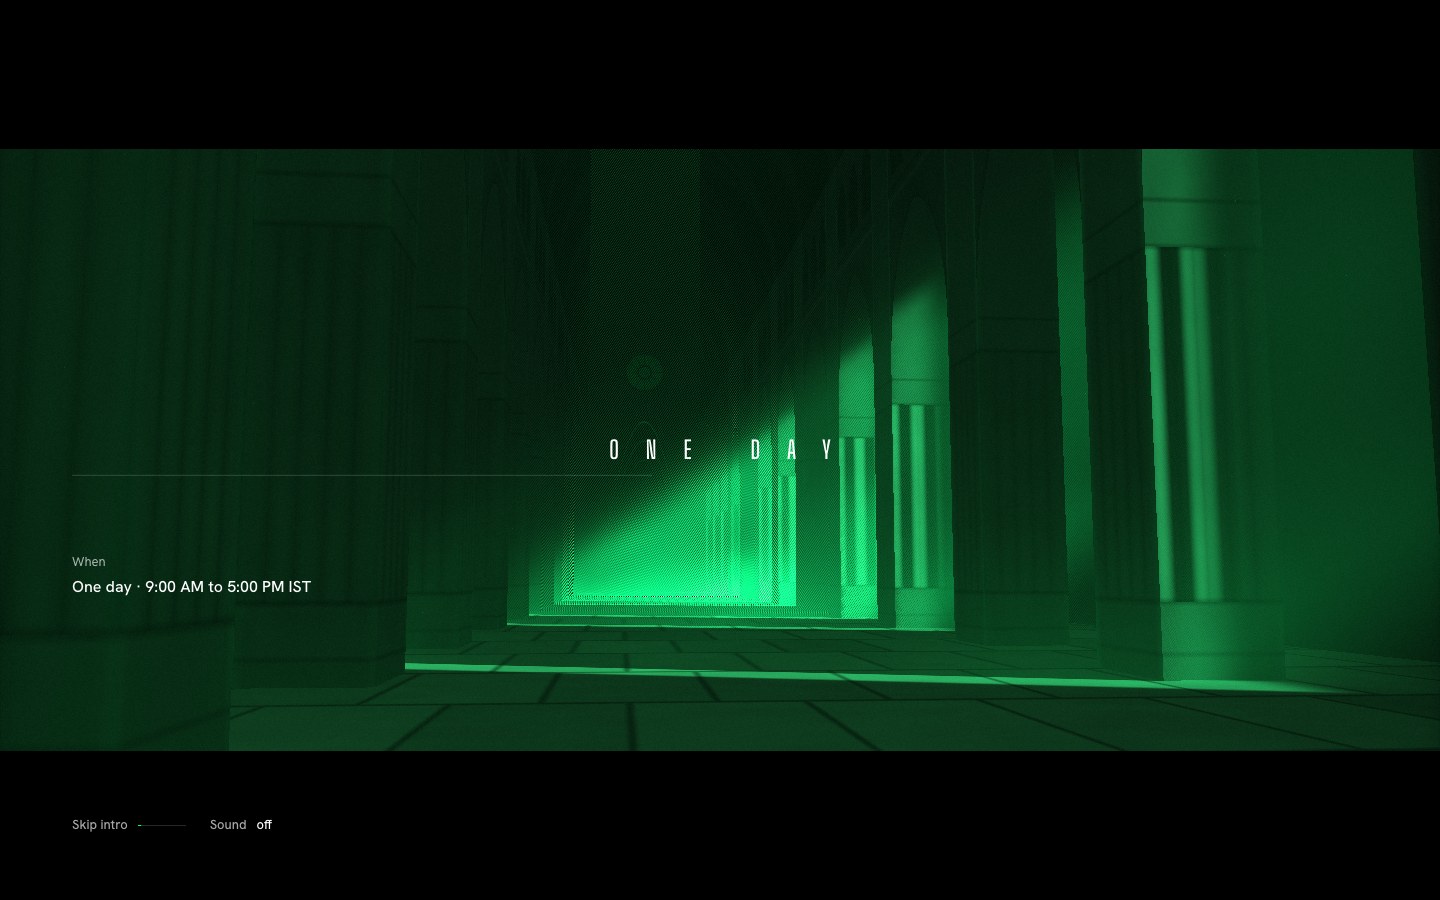 ONE DAY
When
One day · 9:00 AM to 5:00 PM IST
Skip intro
Sound off